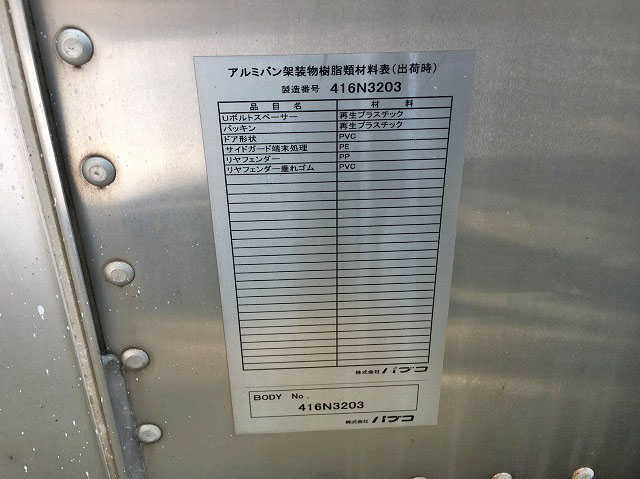 アルミバン架装物樹脂類材料表(出荷時)
製造番号 416N3203
品目名 材料
Uボルトスペーサー 再生プラスチック
パッキン 再生プラスチック
ドア形状 PVC
サイドガード端末処理 PE
リヤフェンダー PP
リヤフェンダー垂れゴム PVC
株式会社 パブコ
BODY No.
416N3203
株式会社 パブコ